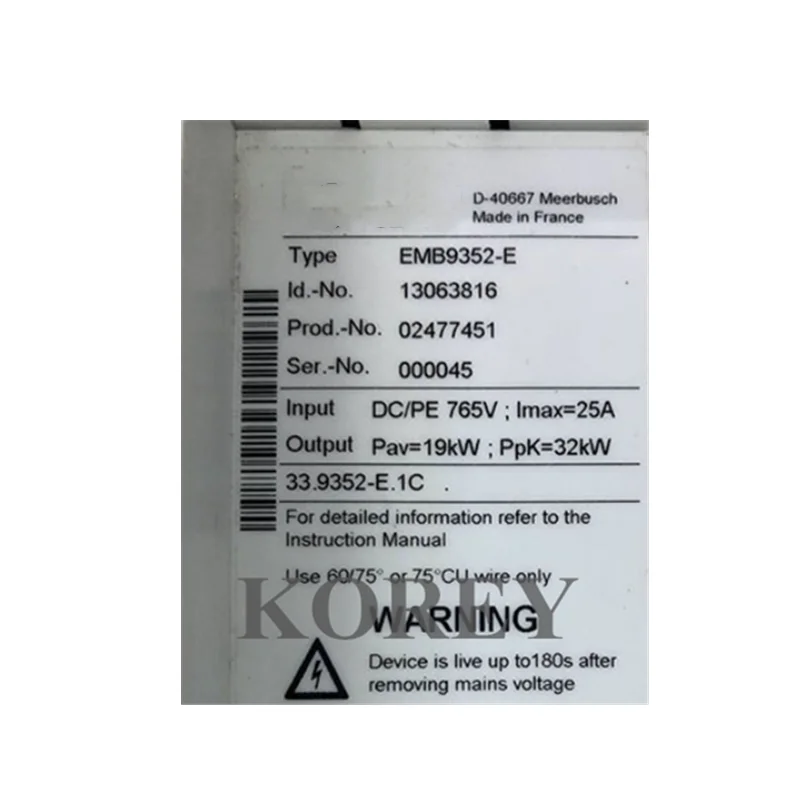 D-40667 Meerbusch
Made in France
Type EMB9352-E
Id.-No. 13063816
Prod.-No. 02477451
Ser.-No. 000045
Input DC/PE 765V ; Imax=25A
Output Pav=19kW ; PpK=32kW
33.9352-E.1C .
For detailed information refer to the
Instruction Manual
Use 60/75° or 75°CU wire only
KOREY
WARNING
Device is live up to180s after
removing mains voltage